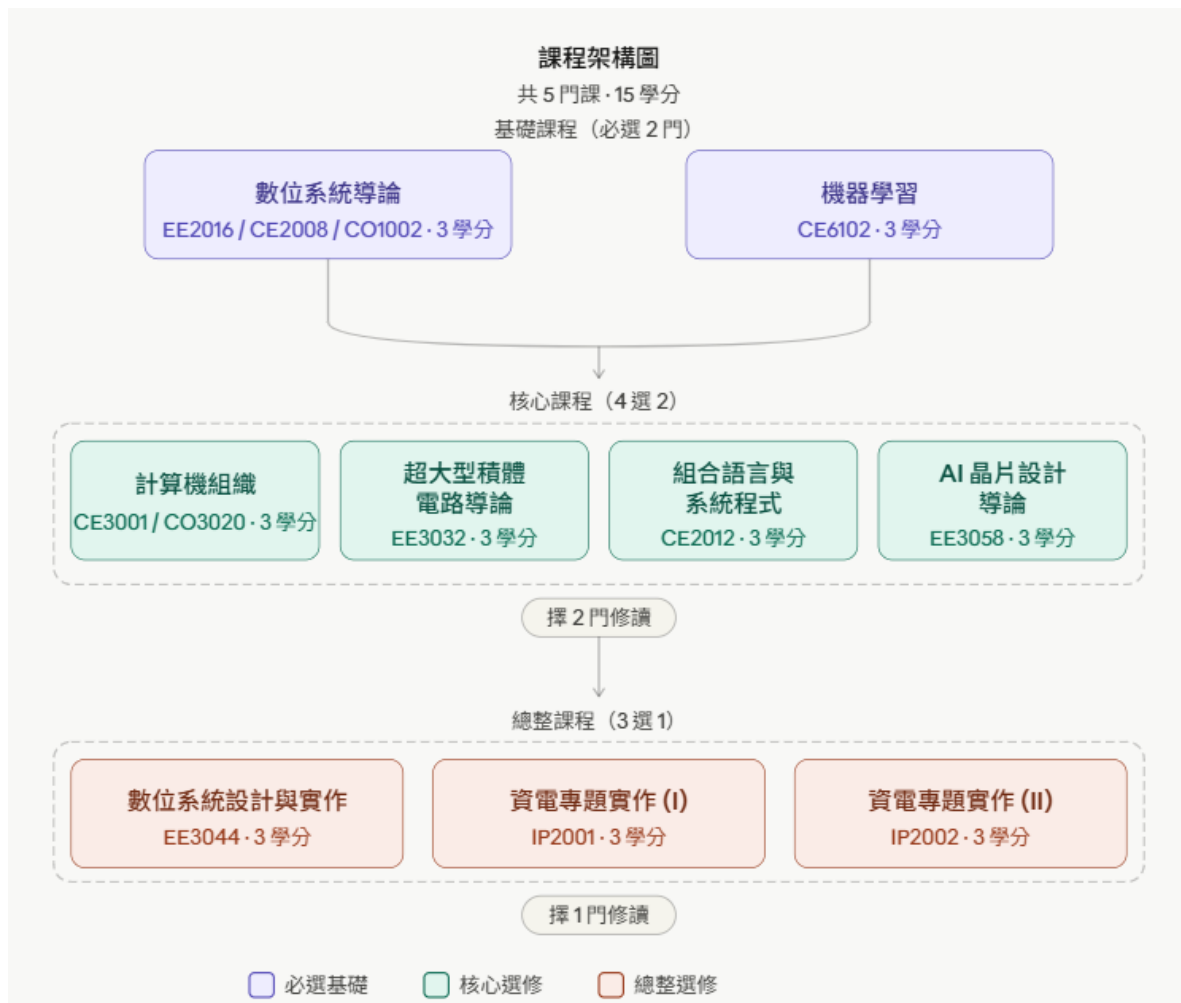 課程架構圖
共 5 門課 · 15 學分
基礎課程（必選 2 門）
數位系統導論
EE2016 / CE2008 / CO1002 · 3 學分
機器學習
CE6102 · 3 學分
核心課程（4 選 2）
計算機組織
CE3001 / CO3020 · 3 學分
超大型積體
電路導論
EE3032 · 3 學分
組合語言與
系統程式
CE2012 · 3 學分
AI 晶片設計
導論
EE3058 · 3 學分
擇 2 門修讀
總整課程（3 選 1）
數位系統設計與實作
EE3044 · 3 學分
資電專題實作 (I)
IP2001 · 3 學分
資電專題實作 (II)
IP2002 · 3 學分
擇 1 門修讀
必選基礎
核心選修
總整選修